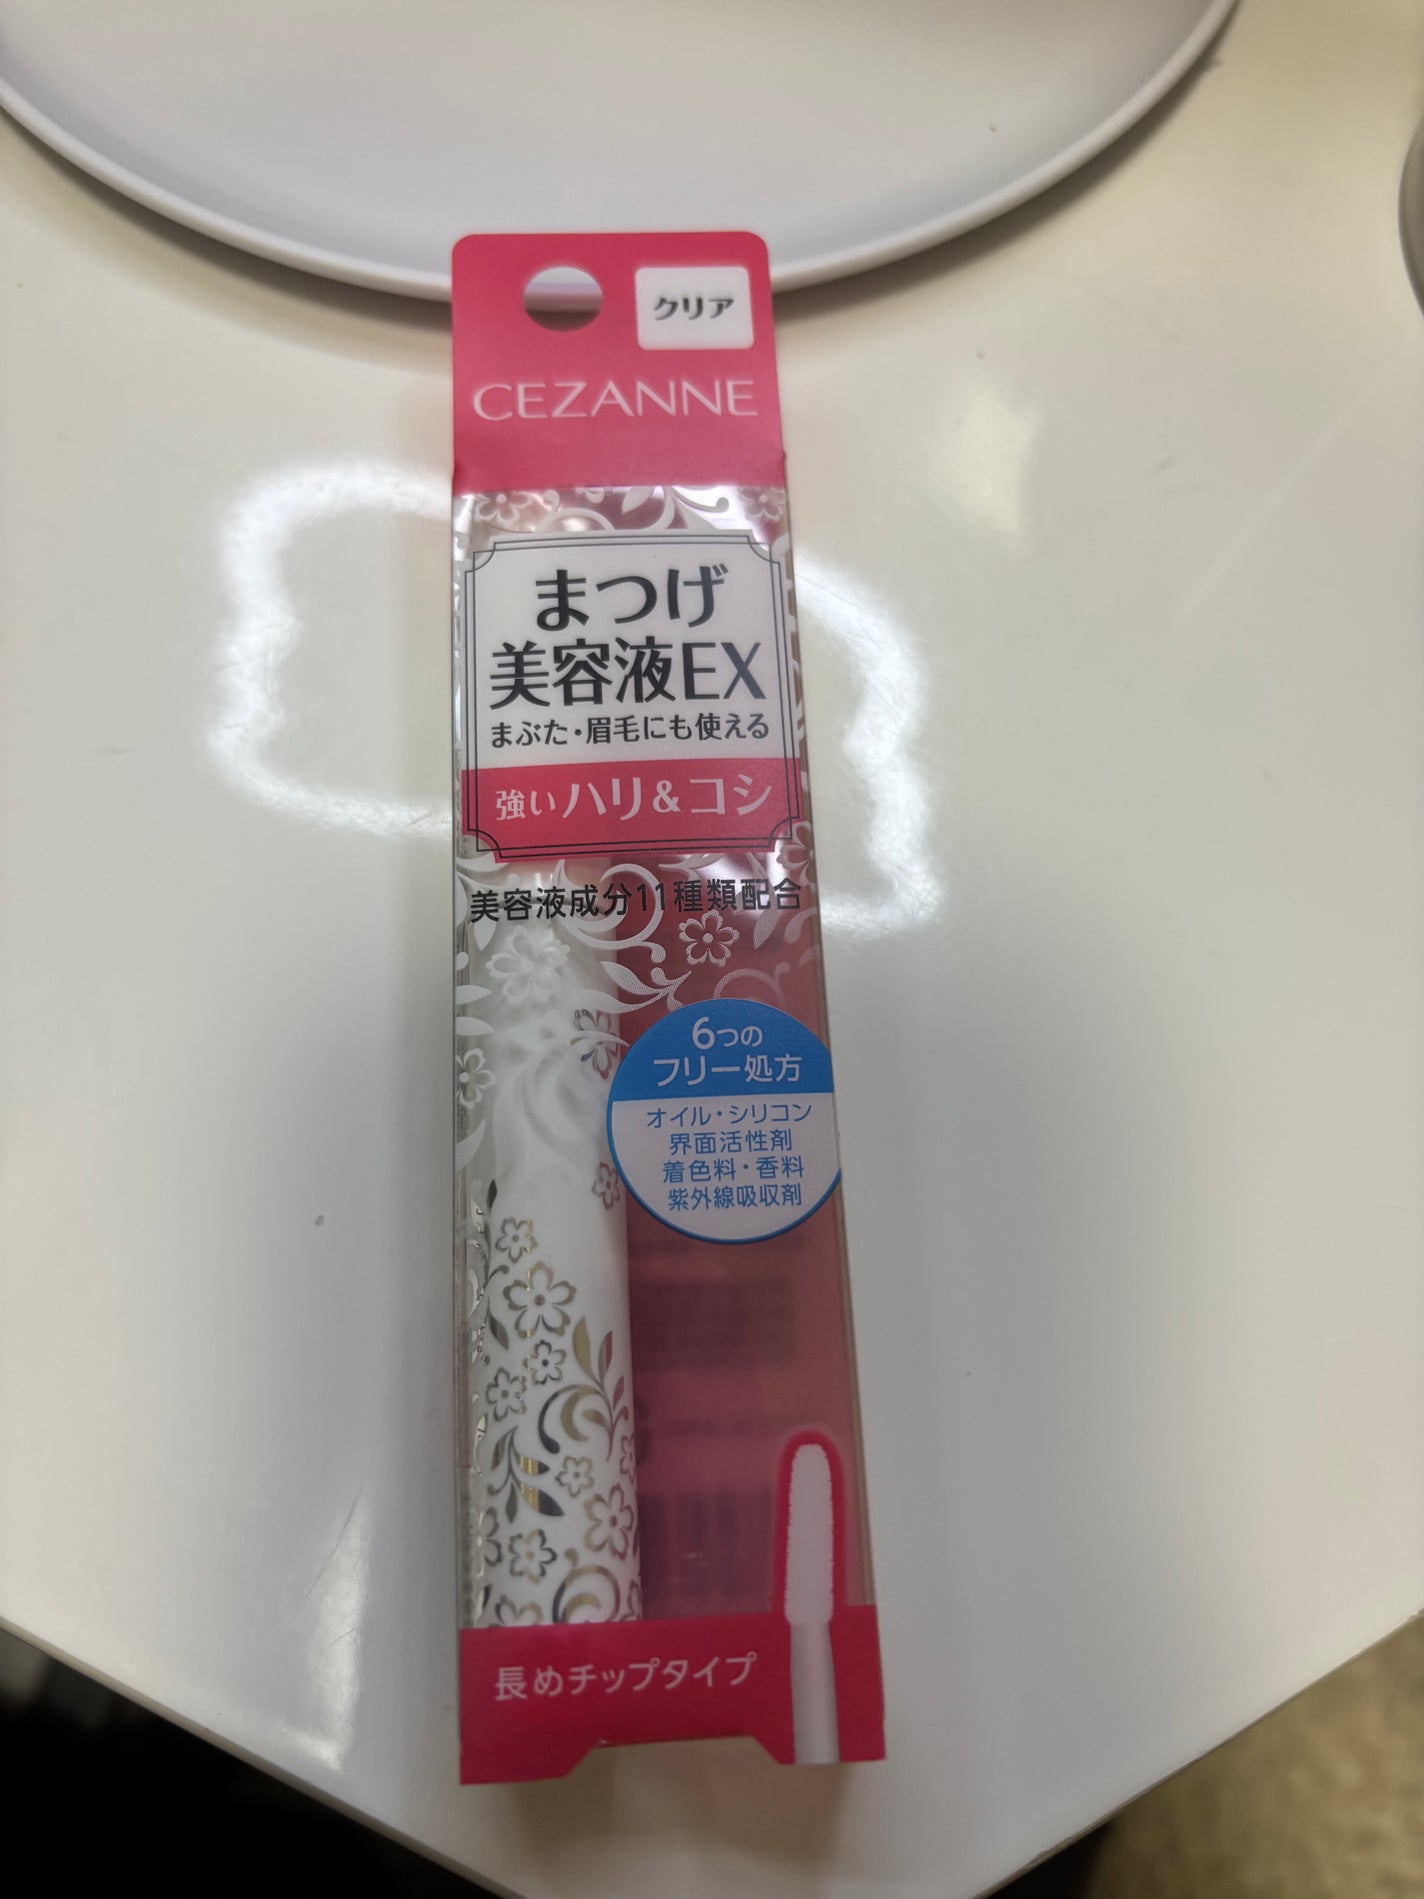 クリア
CEZANNE
まつげ
美容液EX
まぶた・眉毛にも使える
強いハリ&コシ
美容液成分11種類配合
6つの
フリー処方
オイル・シリコン
界面活性剤
着色料・香料
紫外線吸収剤
長めチップタイプ